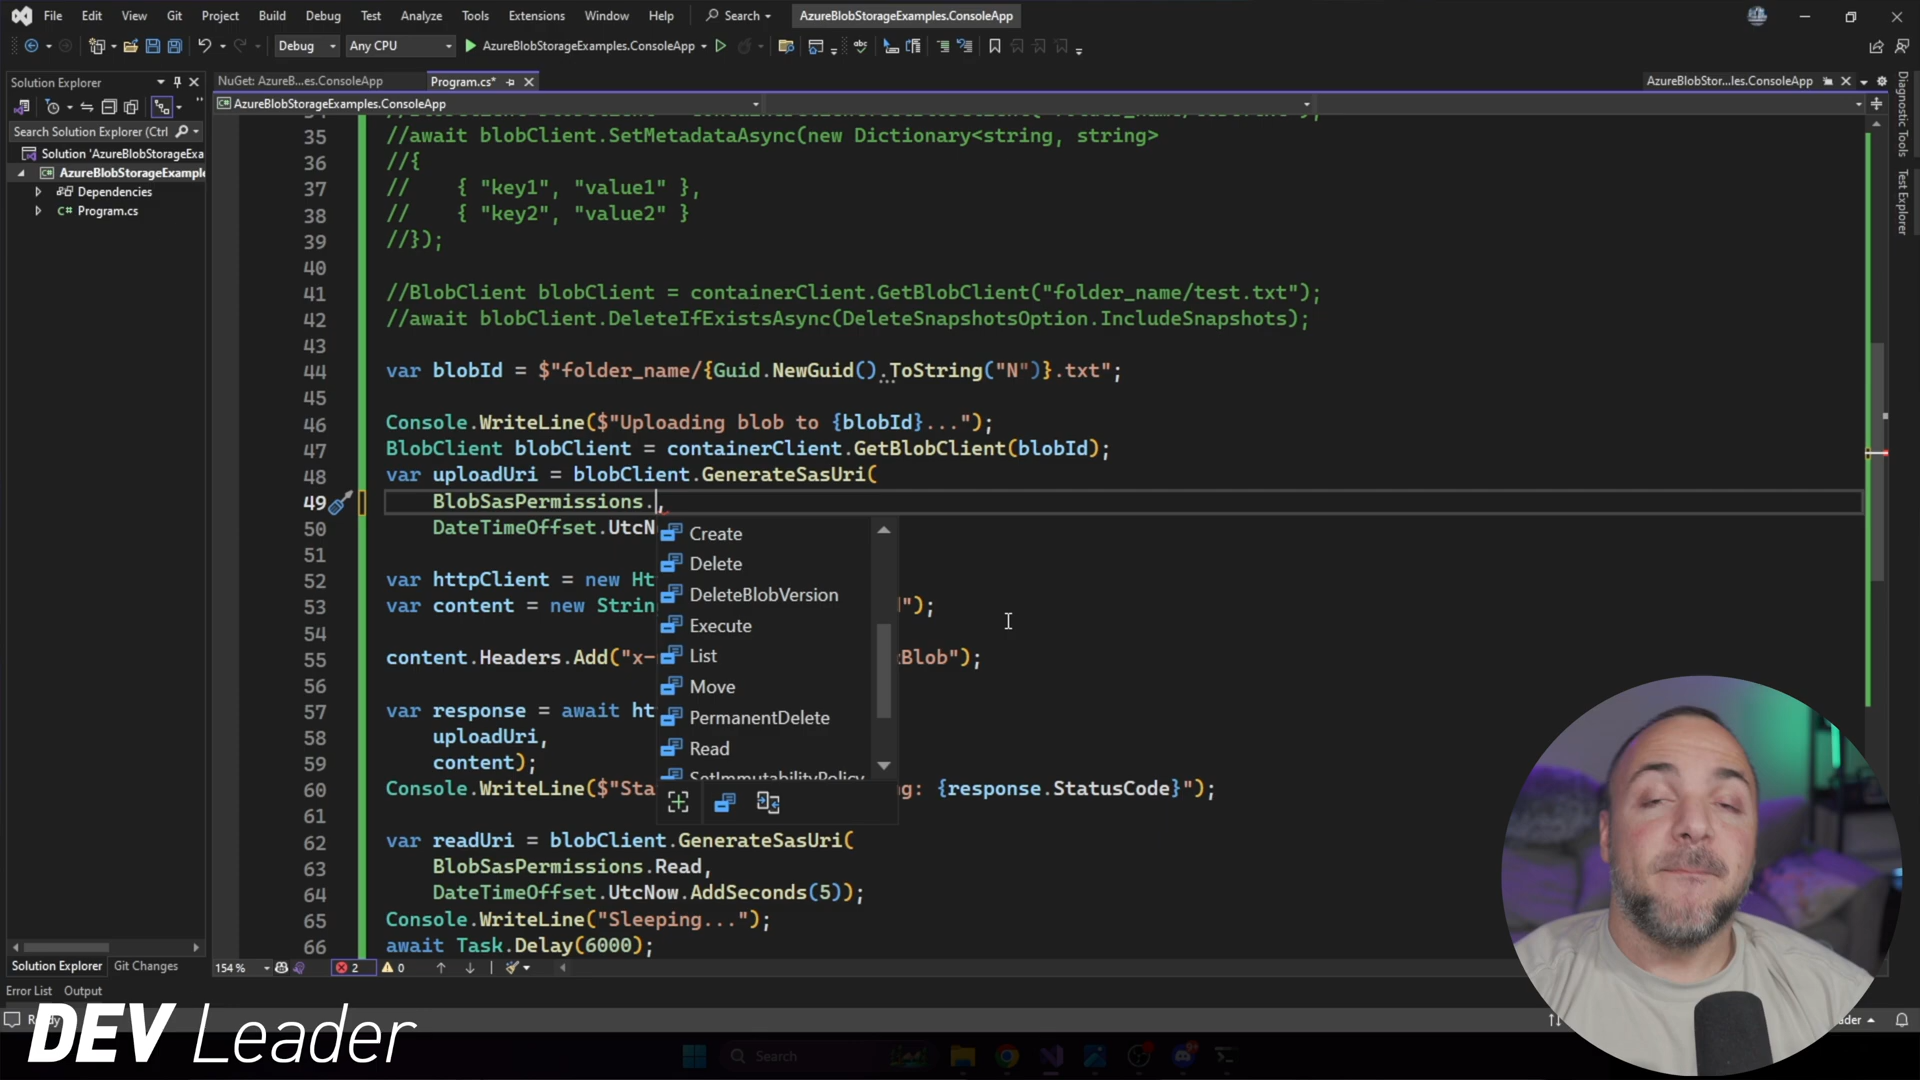 File Edit View Git Project Build Debug Test Analyze Tools Extensions Window Help Search AzureBlobStorageExamples.ConsoleApp
Debug Any CPU AzureBlobStorageExamples.ConsoleApp
Solution Explorer
NuGet: AzureB...es.ConsoleApp
Program.cs*
AzureBlobStor...les.ConsoleApp
AzureBlobStorageExamples.ConsoleApp
Search Solution Explorer (Ctrl
Solution 'AzureBlobStorageExa
AzureBlobStorageExample
Dependencies
C# Program.cs
35 //await blobClient.SetMetadataAsync(new Dictionary<string, string>
36 //{
37 //    { "key1", "value1" },
38 //    { "key2", "value2" }
39 //});
40
41 //BlobClient blobClient = containerClient.GetBlobClient("folder_name/test.txt");
42 //await blobClient.DeleteIfExistsAsync(DeleteSnapshotsOption.IncludeSnapshots);
43
44 var blobId = $"folder_name/{Guid.NewGuid().ToString("N")}.txt";
45
46 Console.WriteLine($"Uploading blob to {blobId}...");
47 BlobClient blobClient = containerClient.GetBlobClient(blobId);
48 var uploadUri = blobClient.GenerateSasUri(
49     BlobSasPermissions.,
50     DateTimeOffset.UtcN
51
52 var httpClient = new Ht
53 var content = new Strin ");
54
55 content.Headers.Add("x- Blob");
56
57 var response = await ht
58     uploadUri,
59     content);
60 Console.WriteLine($"Sta g: {response.StatusCode}");
61
62 var readUri = blobClient.GenerateSasUri(
63     BlobSasPermissions.Read,
64     DateTimeOffset.UtcNow.AddSeconds(5));
65 Console.WriteLine("Sleeping...");
66 await Task.Delay(6000);
Create
Delete
DeleteBlobVersion
Execute
List
Move
PermanentDelete
Read
SetImmutabilityPolicy
Diagnostic Tools
Test Explorer
Solution Explorer Git Changes
154 % 2 0
Error List Output
DEV Leader
Search